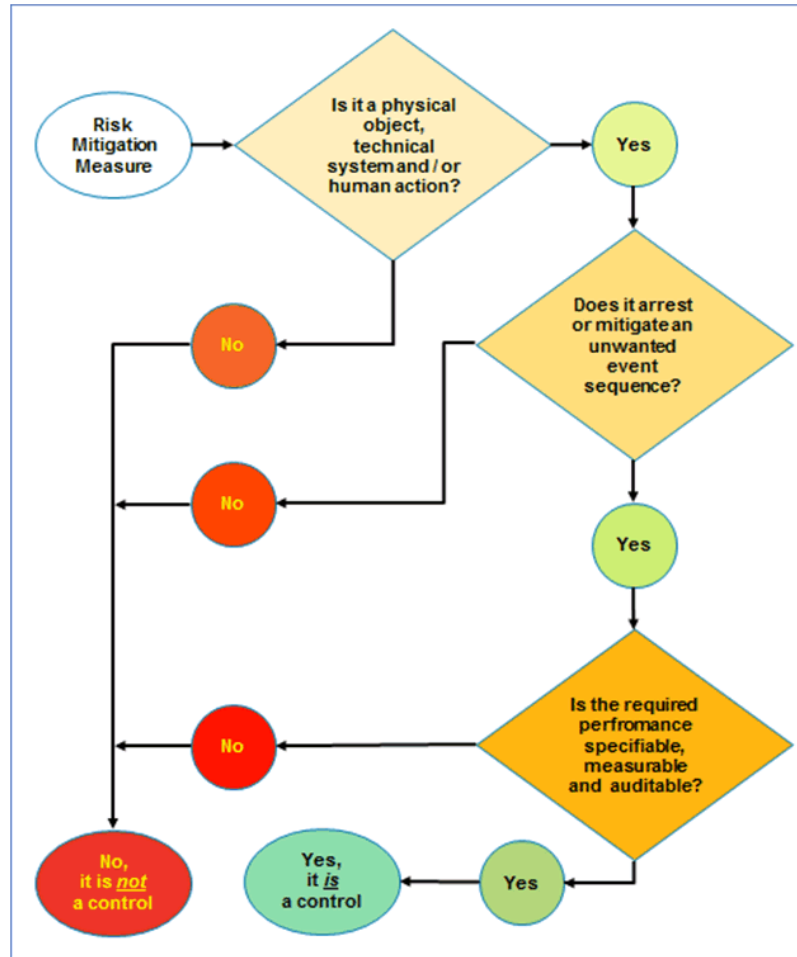 Risk
Mitigation
Measure
Is it a physical
object,
technical
system and / or
human action?
Yes
No
Does it arrest
or mitigate an
unwanted
event
sequence?
No
Yes
Is the required
perfromance
specifiable,
measurable
and auditable?
No
Yes
Yes,
it is
a control
No,
it is not
a control